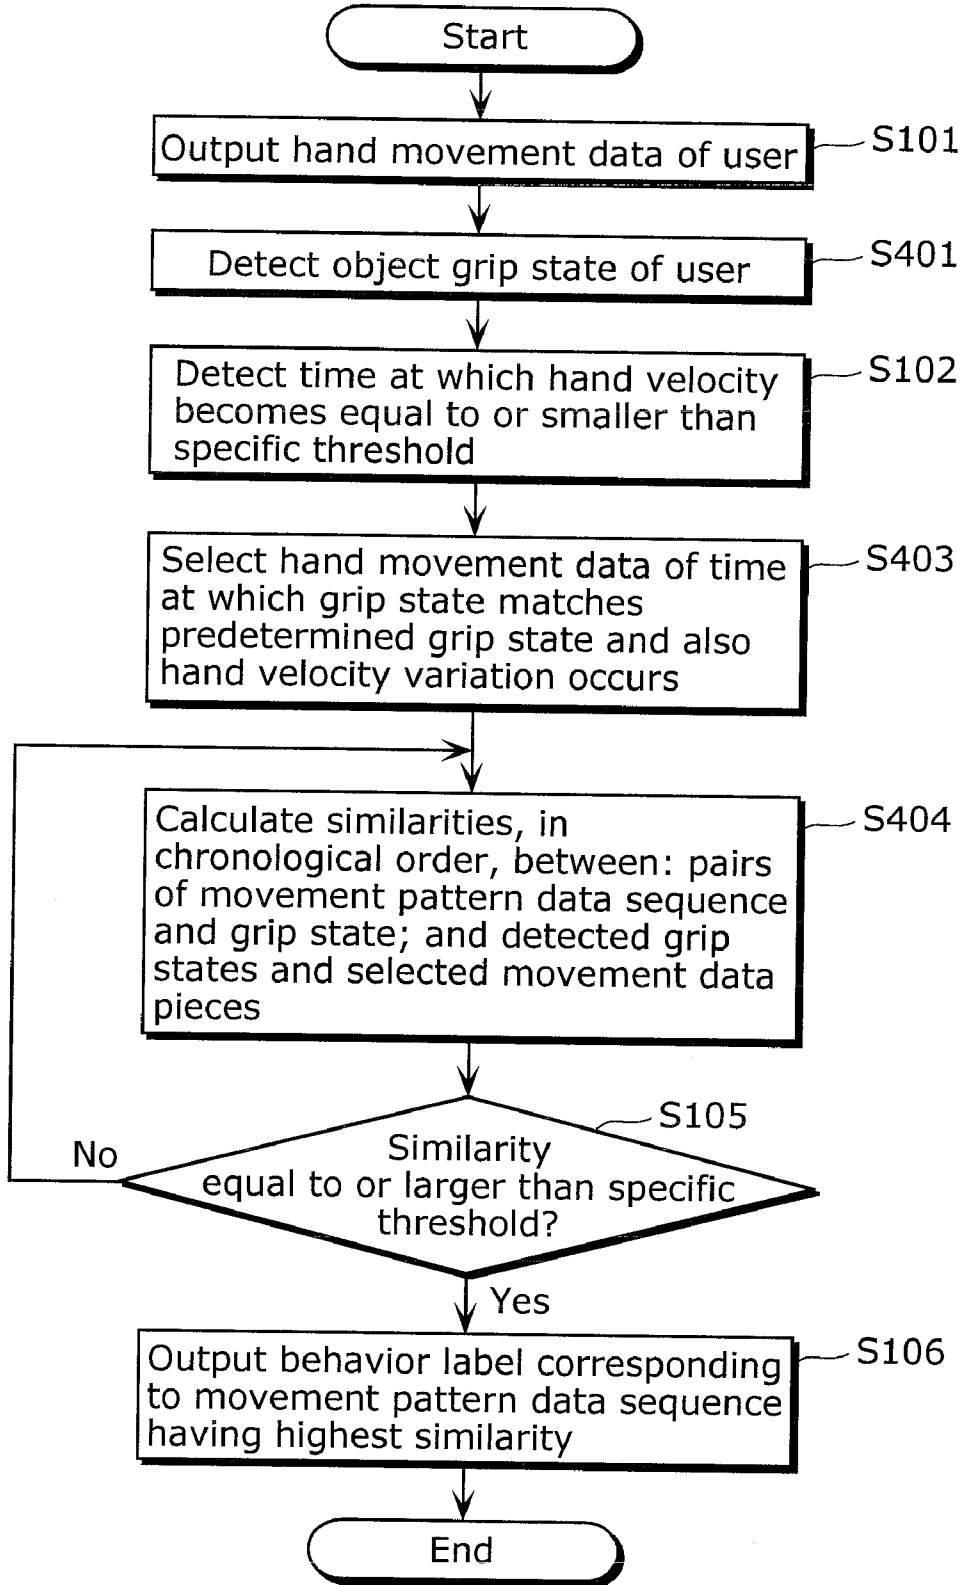 Start
Output hand movement data of user
S101
Detect object grip state of user
S401
Detect time at which hand velocity
becomes equal to or smaller than
specific threshold
S102
Select hand movement data of time
at which grip state matches
predetermined grip state and also
hand velocity variation occurs
S403
Calculate similarities, in
chronological order, between: pairs
of movement pattern data sequence
and grip state; and detected grip
states and selected movement data
pieces
S404
S105
Similarity
equal to or larger than specific
threshold?
No
Yes
Output behavior label corresponding
to movement pattern data sequence
having highest similarity
S106
End